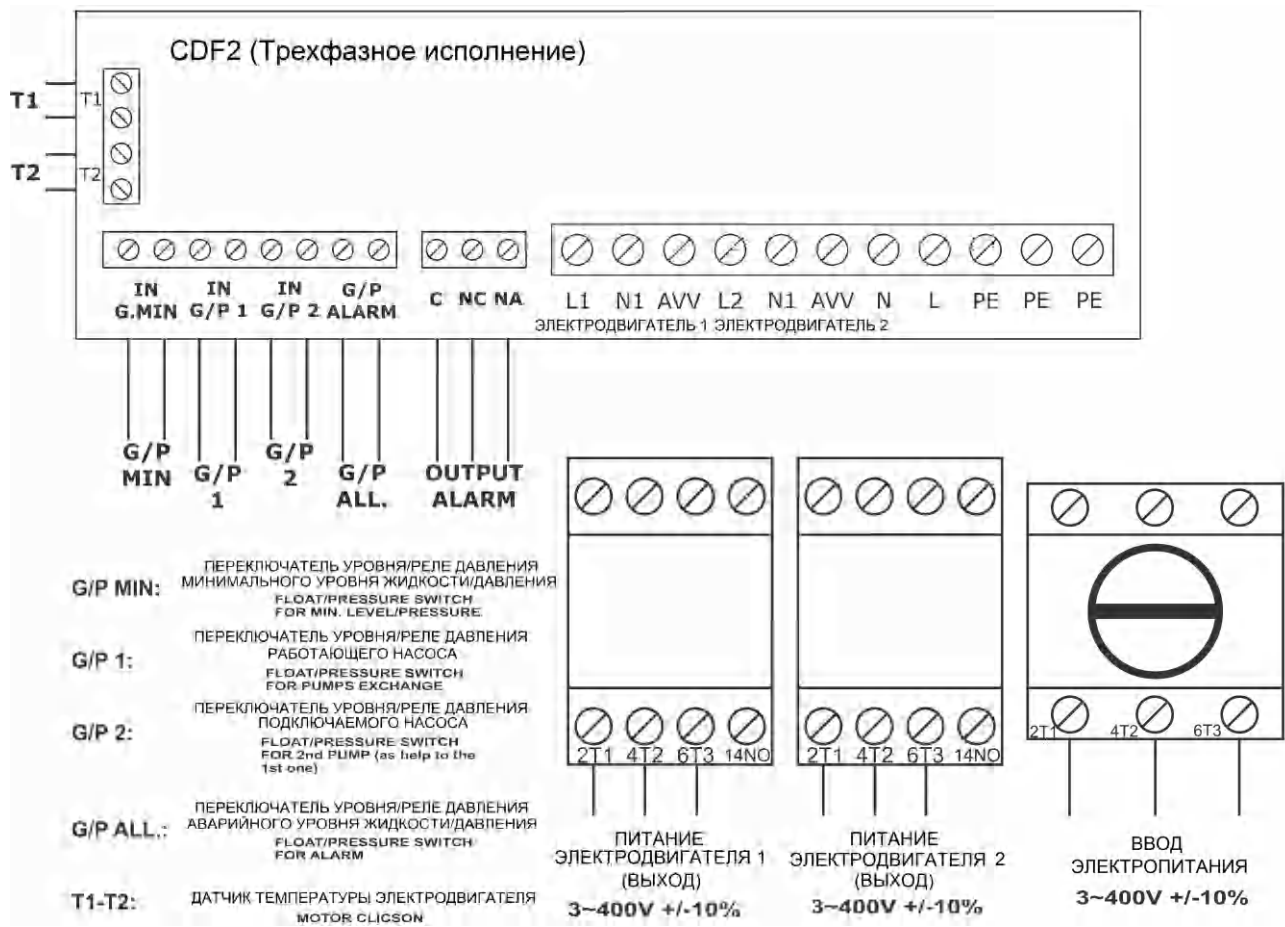 CDF2 (Трехфазное исполнение)
T1
T1
T2
T2
IN G.MIN
IN G/P 1
IN G/P 2
G/P ALARM
C NC NA
L1 N1 AVV L2 N1 AVV N L PE PE PE
ЭЛЕКТРОДВИГАТЕЛЬ 1 ЭЛЕКТРОДВИГАТЕЛЬ 2
G/P MIN
G/P 1
G/P 2
G/P ALL.
OUTPUT ALARM
G/P MIN:
ПЕРЕКЛЮЧАТЕЛЬ УРОВНЯ/РЕЛЕ ДАВЛЕНИЯ
МИНИМАЛЬНОГО УРОВНЯ ЖИДКОСТИ/ДАВЛЕНИЯ
FLOAT/PRESSURE SWITCH
FOR MIN. LEVEL/PRESSURE
G/P 1:
ПЕРЕКЛЮЧАТЕЛЬ УРОВНЯ/РЕЛЕ ДАВЛЕНИЯ
РАБОТАЮЩЕГО НАСОСА
FLOAT/PRESSURE SWITCH
FOR PUMPS EXCHANGE
G/P 2:
ПЕРЕКЛЮЧАТЕЛЬ УРОВНЯ/РЕЛЕ ДАВЛЕНИЯ
ПОДКЛЮЧАЕМОГО НАСОСА
FLOAT/PRESSURE SWITCH
FOR 2nd PUMP (as help to the
1st one)
G/P ALL.:
ПЕРЕКЛЮЧАТЕЛЬ УРОВНЯ/РЕЛЕ ДАВЛЕНИЯ
АВАРИЙНОГО УРОВНЯ ЖИДКОСТИ/ДАВЛЕНИЯ
FLOAT/PRESSURE SWITCH
FOR ALARM
T1-T2:
ДАТЧИК ТЕМПЕРАТУРЫ ЭЛЕКТРОДВИГАТЕЛЯ
MOTOR CLICSON
2T1 4T2 6T3 14NO
ПИТАНИЕ
ЭЛЕКТРОДВИГАТЕЛЯ 1
(ВЫХОД)
3~400V +/-10%
2T1 4T2 6T3 14NO
ПИТАНИЕ
ЭЛЕКТРОДВИГАТЕЛЯ 2
(ВЫХОД)
3~400V +/-10%
2T1 4T2 6T3
ВВОД
ЭЛЕКТРОПИТАНИЯ
3~400V +/-10%